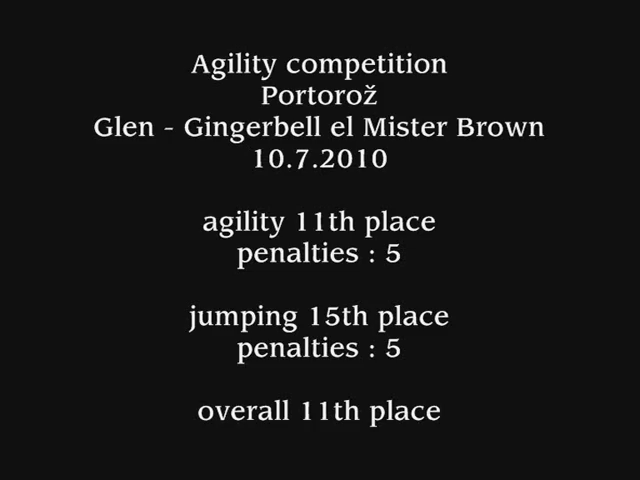 Agility competition
Portorož
Glen - Gingerbell el Mister Brown
10.7.2010
agility 11th place
penalties : 5
jumping 15th place
penalties : 5
overall 11th place